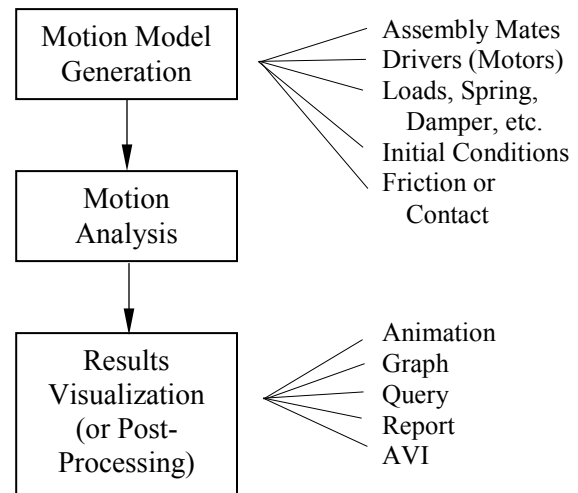 Motion Model
Generation
Assembly Mates
Drivers (Motors)
Loads, Spring,
Damper, etc.
Initial Conditions
Friction or
Contact
Motion
Analysis
Results
Visualization
(or Post-
Processing)
Animation
Graph
Query
Report
AVI